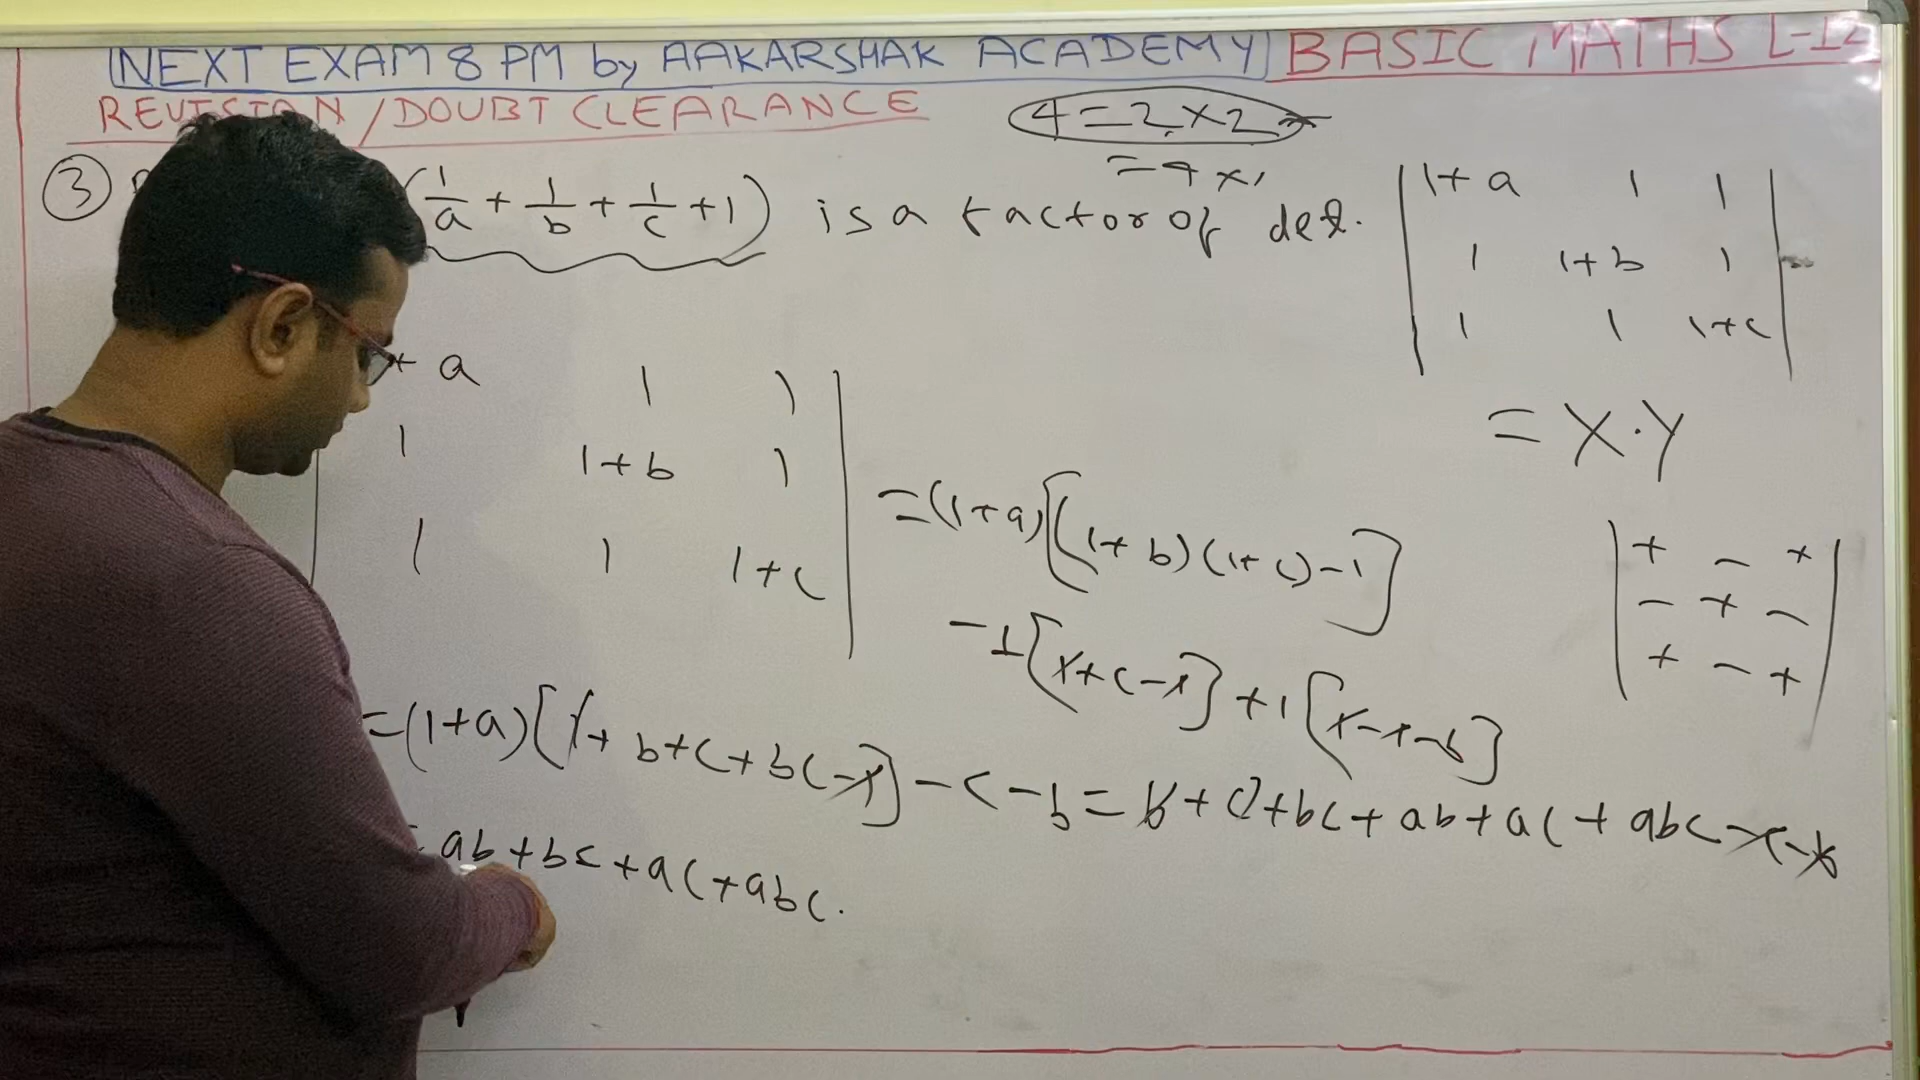 NEXT EXAM 8 PM by AAKARSHAK ACADEMY BASIC MATHS L-12
REVISION /DOUBT CLEARANCE
4=2×2
=4×1
③ (1/a + 1/b + 1/c +1) is a factor of det.
1+a 1 1
1 1+b 1
1 1 1+c
= X.Y
+ a 1 1
1 1+b 1
1 1 1+c
=(1+a)[(1+b)(1+c)-1]
-1[1+c-1] +1[1-1-b]
+ - +
- + -
+ - +
=(1+a)[1+b+c+bc-1]-c-b=b+c+bc+ab+ac+abc-c-b
= ab+bc+ac+abc.